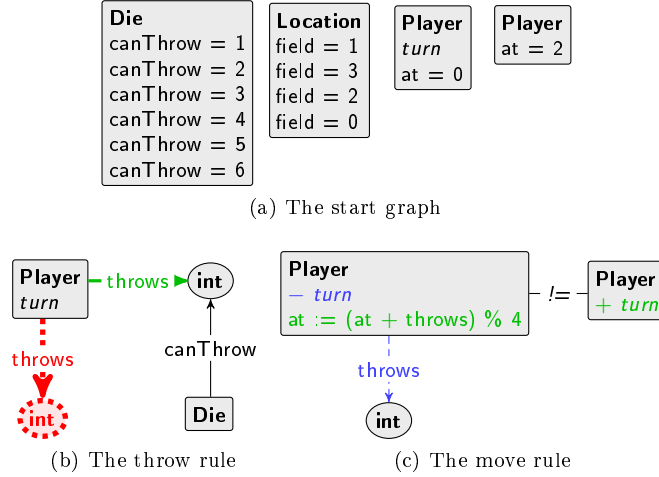 Die
canThrow = 1
canThrow = 2
canThrow = 3
canThrow = 4
canThrow = 5
canThrow = 6
Location
field = 1
field = 3
field = 2
field = 0
Player
turn
at = 0
Player
at = 2
(a) The start graph
Player
turn
throws
int
throws
canThrow
int
Die
(b) The throw rule
Player
− turn
at := (at + throws) % 4
!=
Player
+ turn
throws
int
(c) The move rule